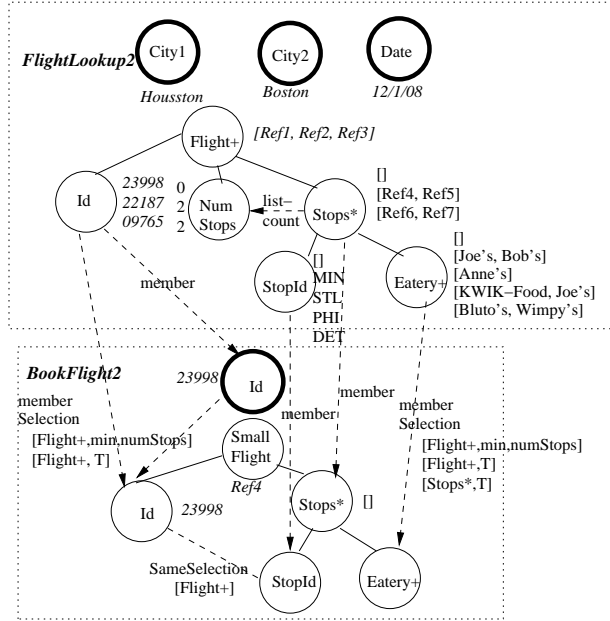 FlightLookup2
City1
City2
Date
Housston
Boston
12/1/08
Flight+
[Ref1, Ref2, Ref3]
Id
23998
22187
09765
0
2
2
Num
Stops
list–
count
Stops*
[]
[Ref4, Ref5]
[Ref6, Ref7]
StopId
[]
MIN
STL
PHI
DET
Eatery+
[]
[Joe's, Bob's]
[Anne's]
[KWIK–Food, Joe's]
[Bluto's, Wimpy's]
member
BookFlight2
23998
Id
member
Selection
[Flight+,min,numStops]
[Flight+, T]
Small
Flight
Ref4
member
member
member
Selection
[Flight+,min,numStops]
[Flight+,T]
[Stops*,T]
Id
23998
Stops*
[]
SameSelection
[Flight+]
StopId
Eatery+